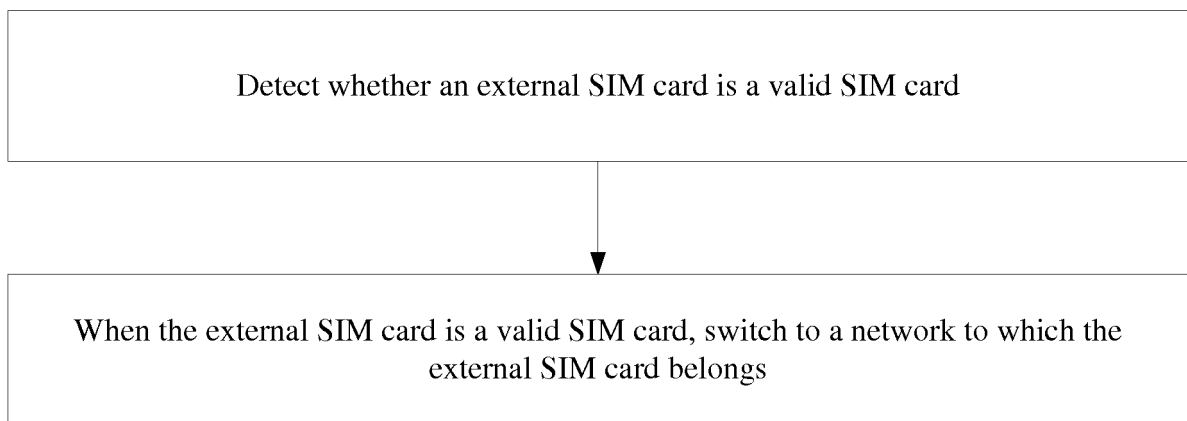 Detect whether an external SIM card is a valid SIM card
When the external SIM card is a valid SIM card, switch to a network to which the
external SIM card belongs